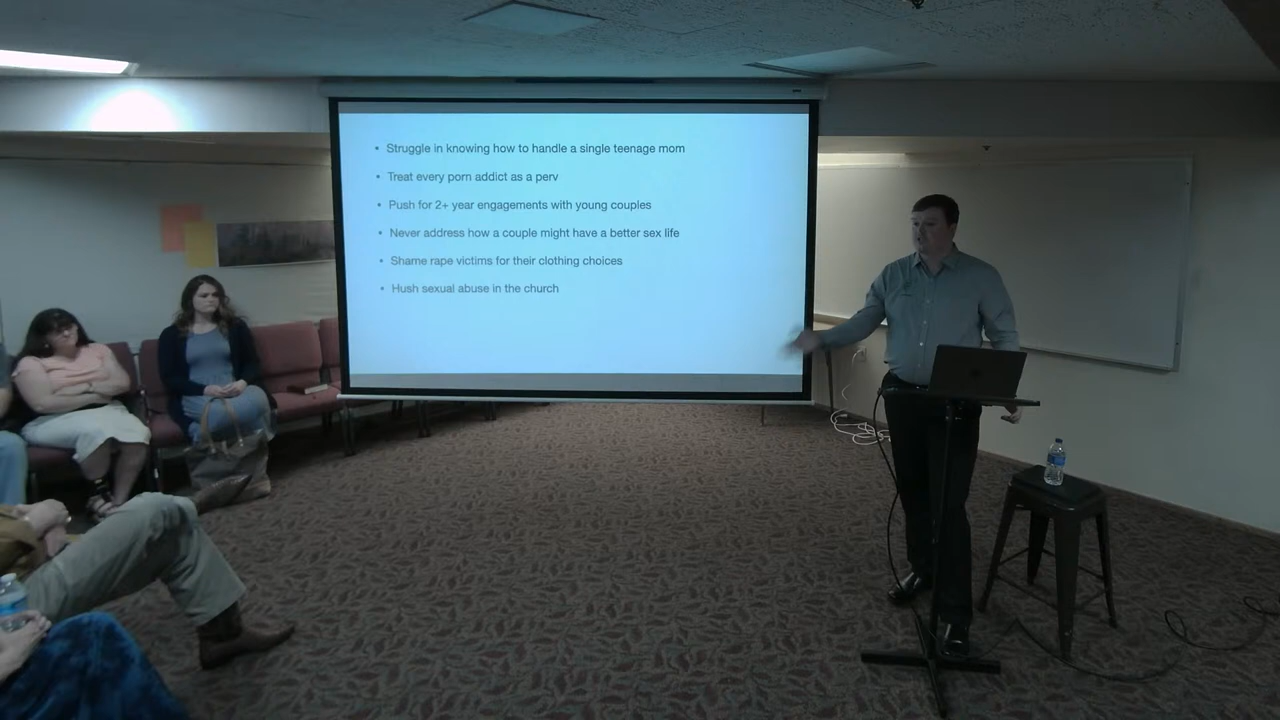 • Struggle in knowing how to handle a single teenage mom
• Treat every porn addict as a perv
• Push for 2+ year engagements with young couples
• Never address how a couple might have a better sex life
• Shame rape victims for their clothing choices
• Hush sexual abuse in the church